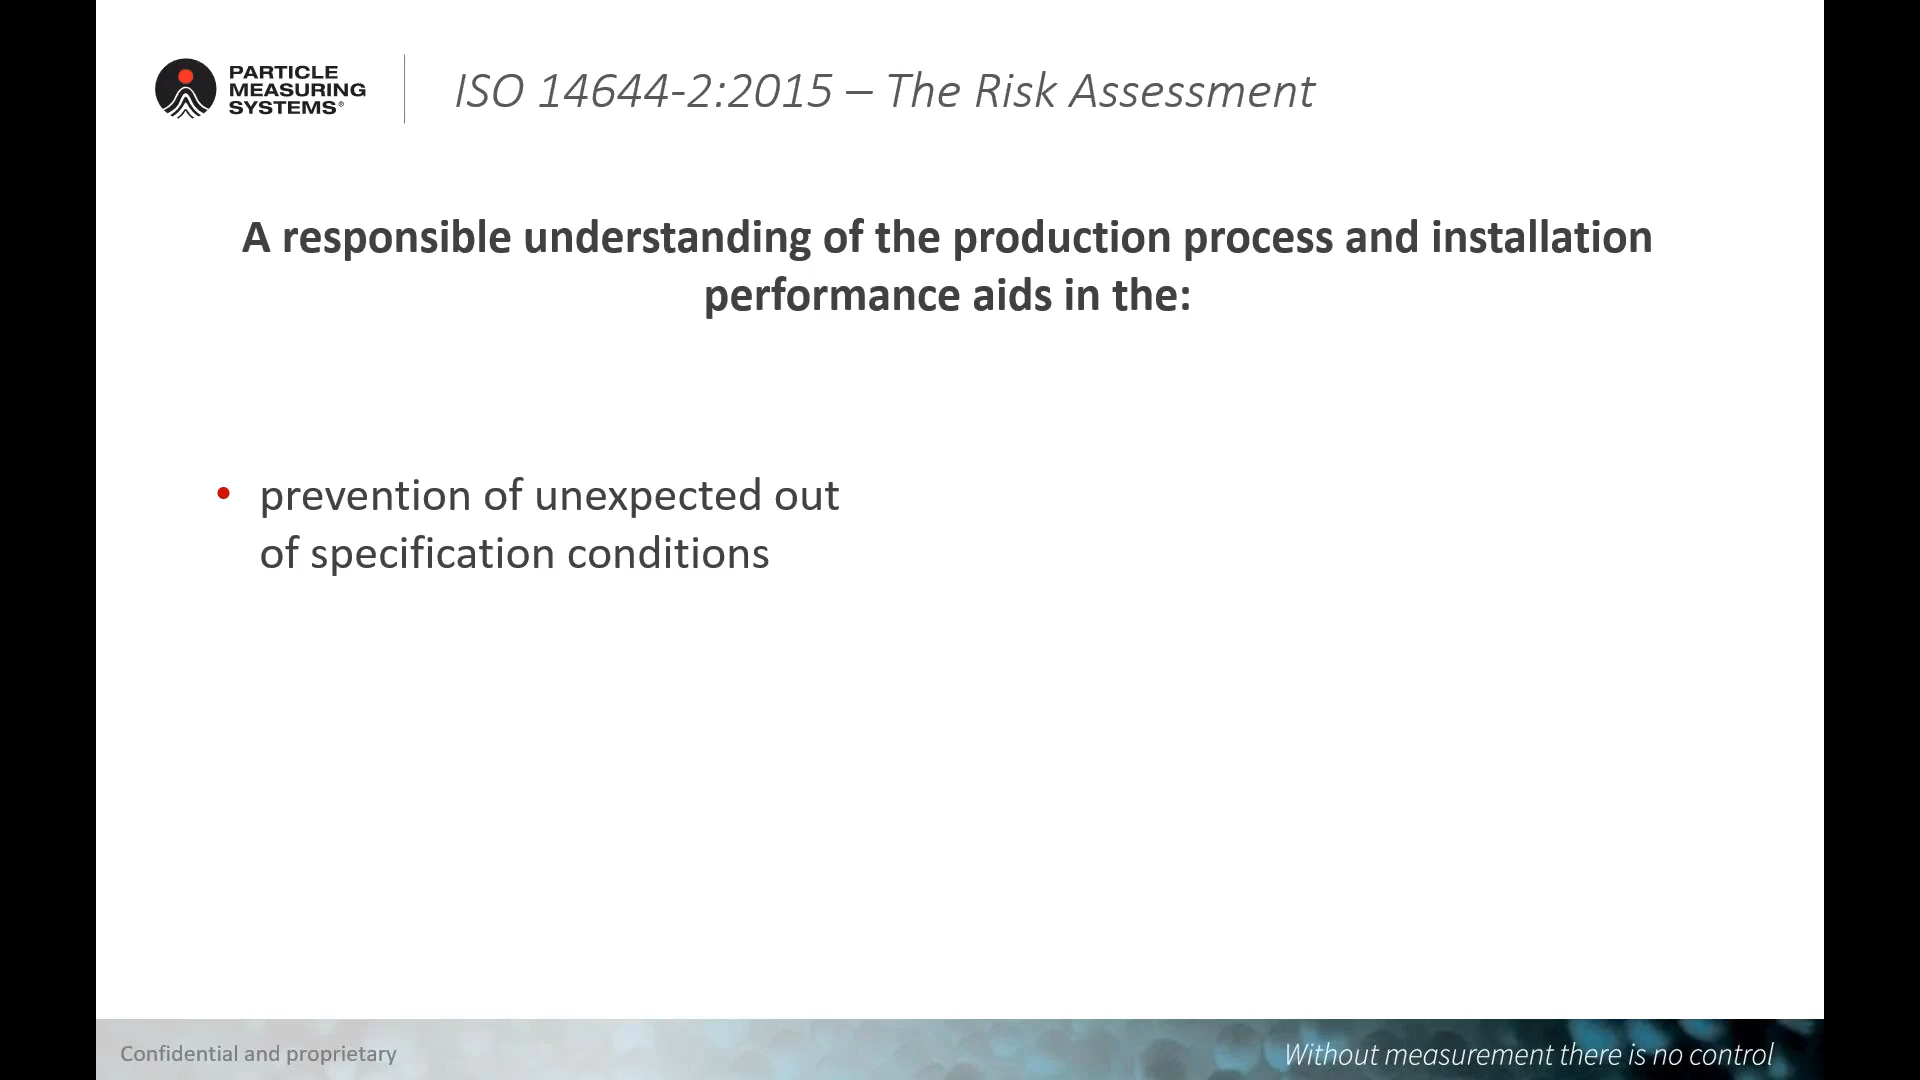 PARTICLE
MEASURING
SYSTEMS®
ISO 14644-2:2015 – The Risk Assessment
A responsible understanding of the production process and installation
performance aids in the:
• prevention of unexpected out
of specification conditions
Confidential and proprietary
Without measurement there is no control